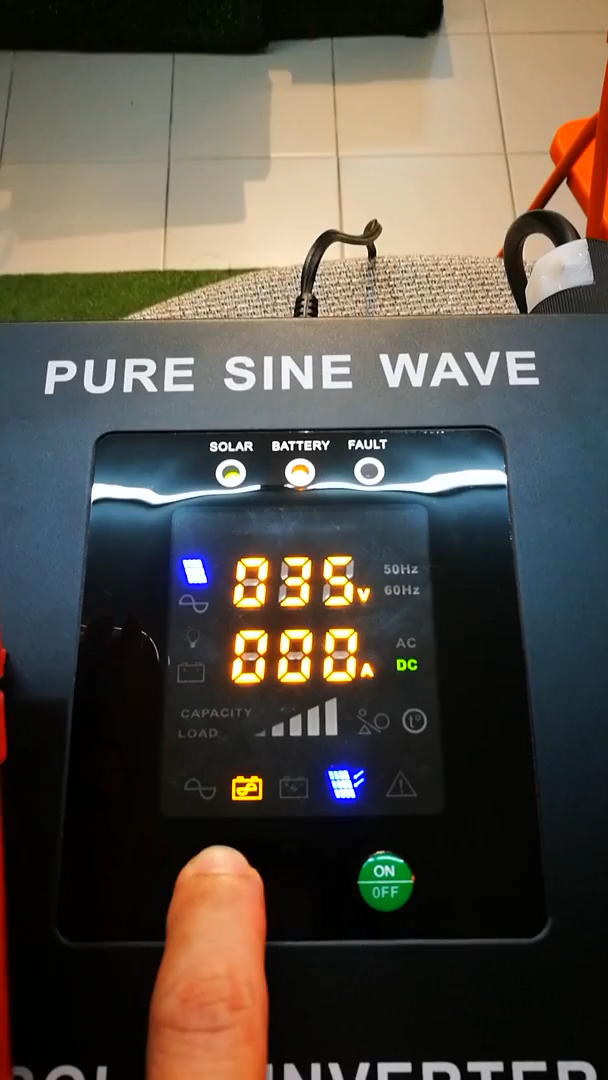 PURE SINE WAVE
SOLAR BATTERY FAULT
035V 50Hz
60Hz
000A AC
DC
CAPACITY
LOAD
t°
ON
OFF
INVERTER